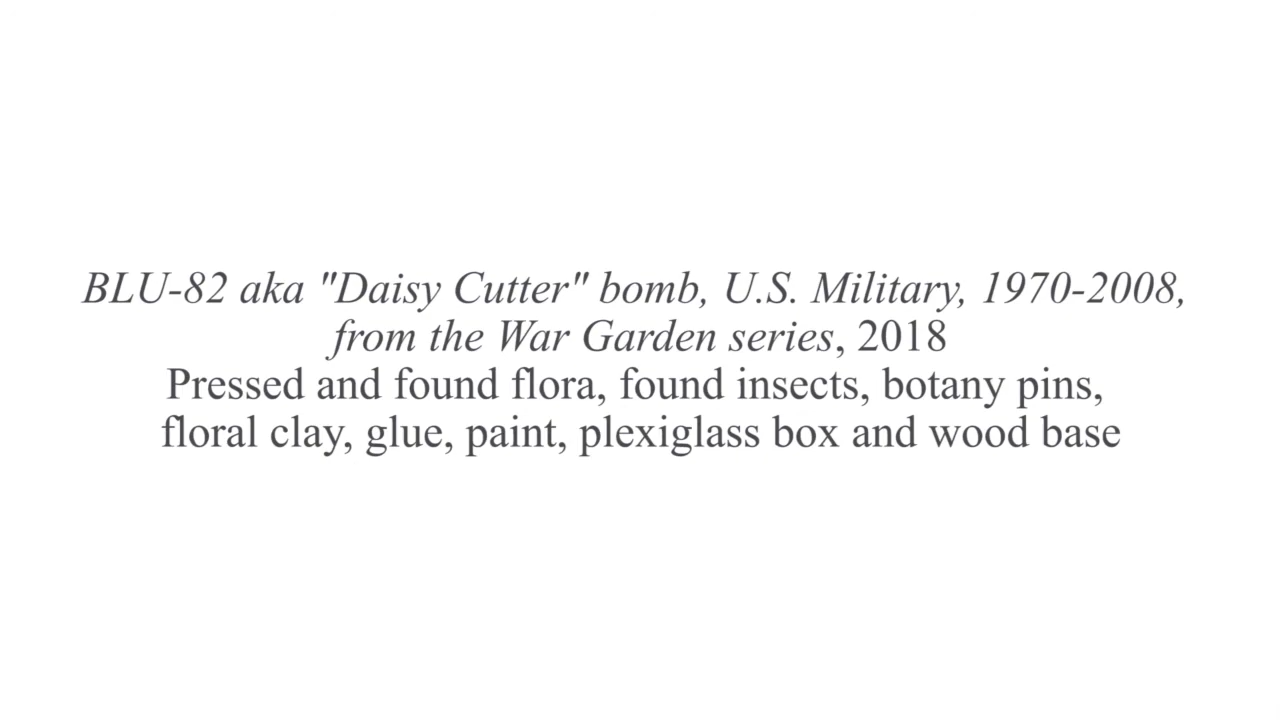 BLU-82 aka "Daisy Cutter" bomb, U.S. Military, 1970-2008,
from the War Garden series, 2018
Pressed and found flora, found insects, botany pins,
floral clay, glue, paint, plexiglass box and wood base